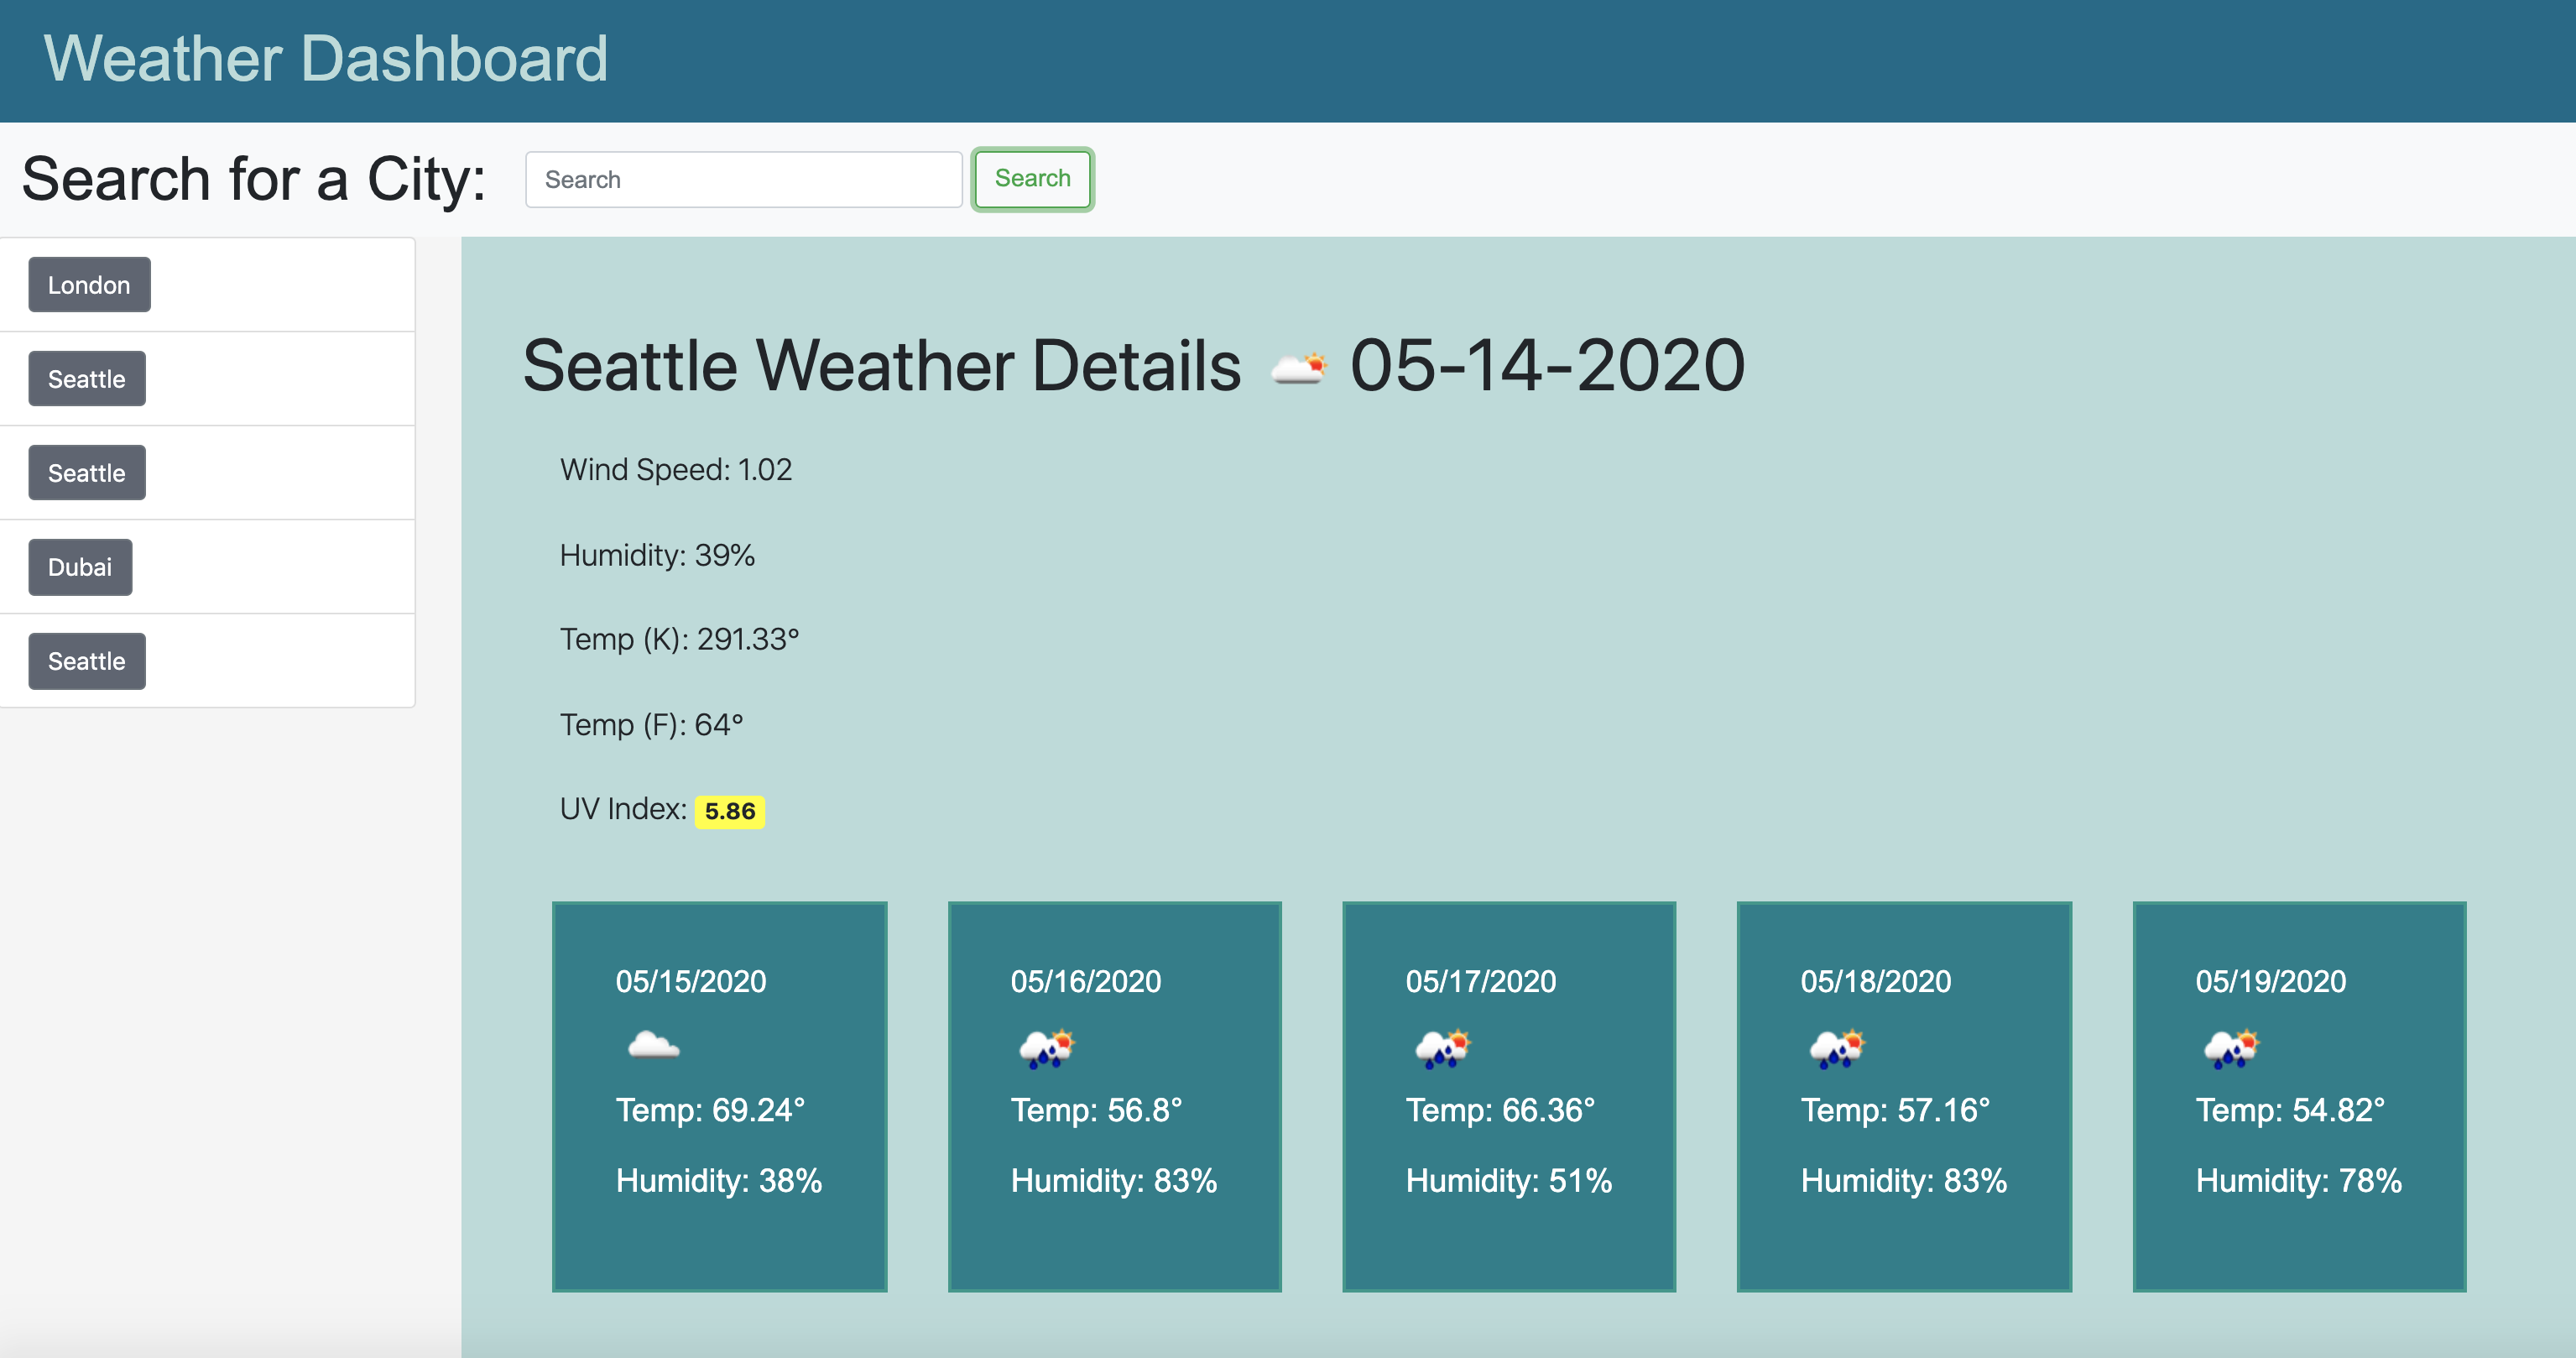 Weather Dashboard
Search for a City: Search Search
London
Seattle
Seattle
Dubai
Seattle
Seattle Weather Details 05-14-2020
Wind Speed: 1.02
Humidity: 39%
Temp (K): 291.33°
Temp (F): 64°
UV Index: 5.86
05/15/2020
Temp: 69.24°
Humidity: 38%
05/16/2020
Temp: 56.8°
Humidity: 83%
05/17/2020
Temp: 66.36°
Humidity: 51%
05/18/2020
Temp: 57.16°
Humidity: 83%
05/19/2020
Temp: 54.82°
Humidity: 78%